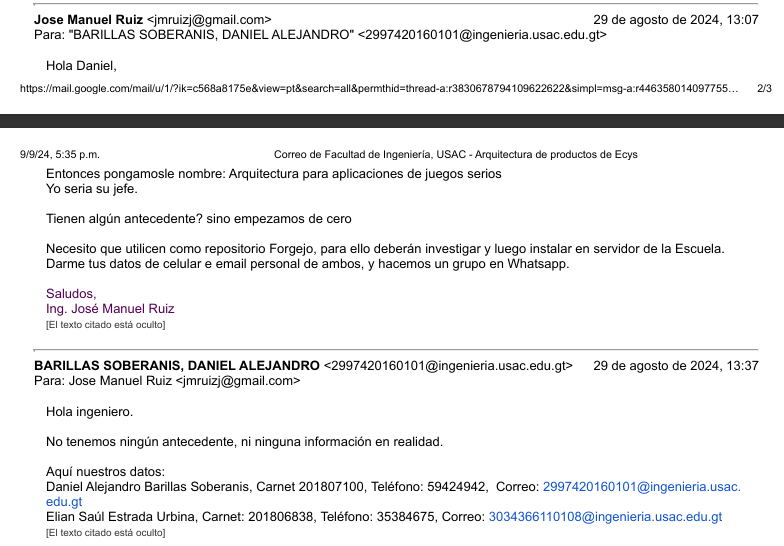 Jose Manuel Ruiz <jmruizj@gmail.com> 29 de agosto de 2024, 13:07
Para: "BARILLAS SOBERANIS, DANIEL ALEJANDRO" <2997420160101@ingenieria.usac.edu.gt>
Hola Daniel,
https://mail.google.com/mail/u/1/?ik=c568a8175e&view=pt&search=all&permthid=thread-a:r3830678794109622622&simpl=msg-a:r446358014097755… 2/3
9/9/24, 5:35 p.m. Correo de Facultad de Ingeniería, USAC - Arquitectura de productos de Ecys
Entonces pongamosle nombre: Arquitectura para aplicaciones de juegos serios
Yo seria su jefe.
Tienen algún antecedente? sino empezamos de cero
Necesito que utilicen como repositorio Forgejo, para ello deberán investigar y luego instalar en servidor de la Escuela.
Darme tus datos de celular e email personal de ambos, y hacemos un grupo en Whatsapp.
Saludos,
Ing. José Manuel Ruiz
[El texto citado está oculto]
BARILLAS SOBERANIS, DANIEL ALEJANDRO <2997420160101@ingenieria.usac.edu.gt> 29 de agosto de 2024, 13:37
Para: Jose Manuel Ruiz <jmruizj@gmail.com>
Hola ingeniero.
No tenemos ningún antecedente, ni ninguna información en realidad.
Aquí nuestros datos:
Daniel Alejandro Barillas Soberanis, Carnet 201807100, Teléfono: 59424942, Correo: 2997420160101@ingenieria.usac.
edu.gt
Elian Saúl Estrada Urbina, Carnet: 201806838, Teléfono: 35384675, Correo: 3034366110108@ingenieria.usac.edu.gt
[El texto citado está oculto]